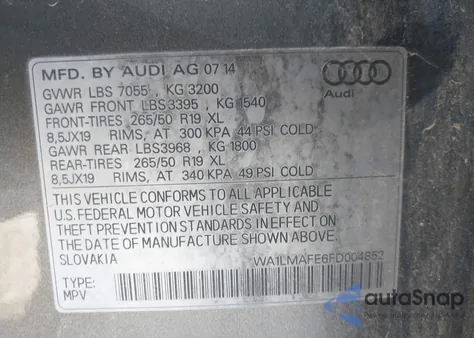 MFD. BY AUDI AG 07 14
GVWR LBS 7055 , KG 3200
GAWR FRONT LBS3395 , KG 1540
FRONT-TIRES 265/50 R19 XL
8,5JX19 RIMS, AT 300 KPA 44 PSI COLD
GAWR REAR LBS3968 , KG 1800
REAR-TIRES 265/50 R19 XL
8,5JX19 RIMS, AT 340 KPA 49 PSI COLD
Audi
THIS VEHICLE CONFORMS TO ALL APPLICABLE
U.S. FEDERAL MOTOR VEHICLE SAFETY AND
THEFT PREVENTION STANDARDS IN EFFECT ON
THE DATE OF MANUFACTURE SHOWN ABOVE.
SLOVAKIA
WA1LMAFE6FD004852
TYPE:
MPV
autoSnap